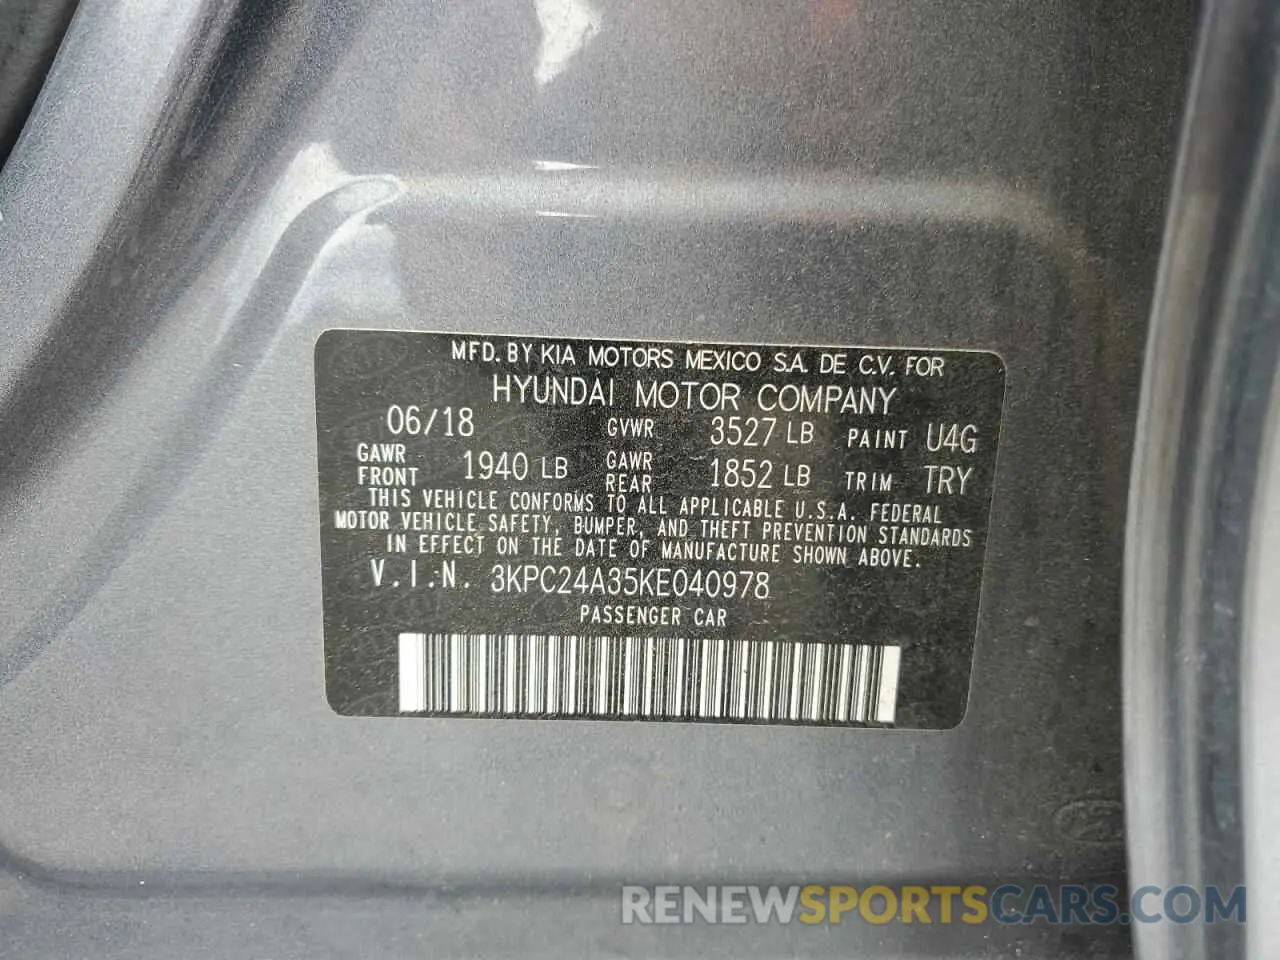 MFD. BY KIA MOTORS MEXICO S.A. DE C.V. FOR
HYUNDAI MOTOR COMPANY
06/18 GVWR 3527 LB PAINT U4G
GAWR FRONT 1940 LB GAWR REAR 1852 LB TRIM TRY
THIS VEHICLE CONFORMS TO ALL APPLICABLE U.S.A. FEDERAL
MOTOR VEHICLE SAFETY, BUMPER, AND THEFT PREVENTION STANDARDS
IN EFFECT ON THE DATE OF MANUFACTURE SHOWN ABOVE.
V.I.N. 3KPC24A35KE040978
PASSENGER CAR
RENEWSPORTSCARS.COM